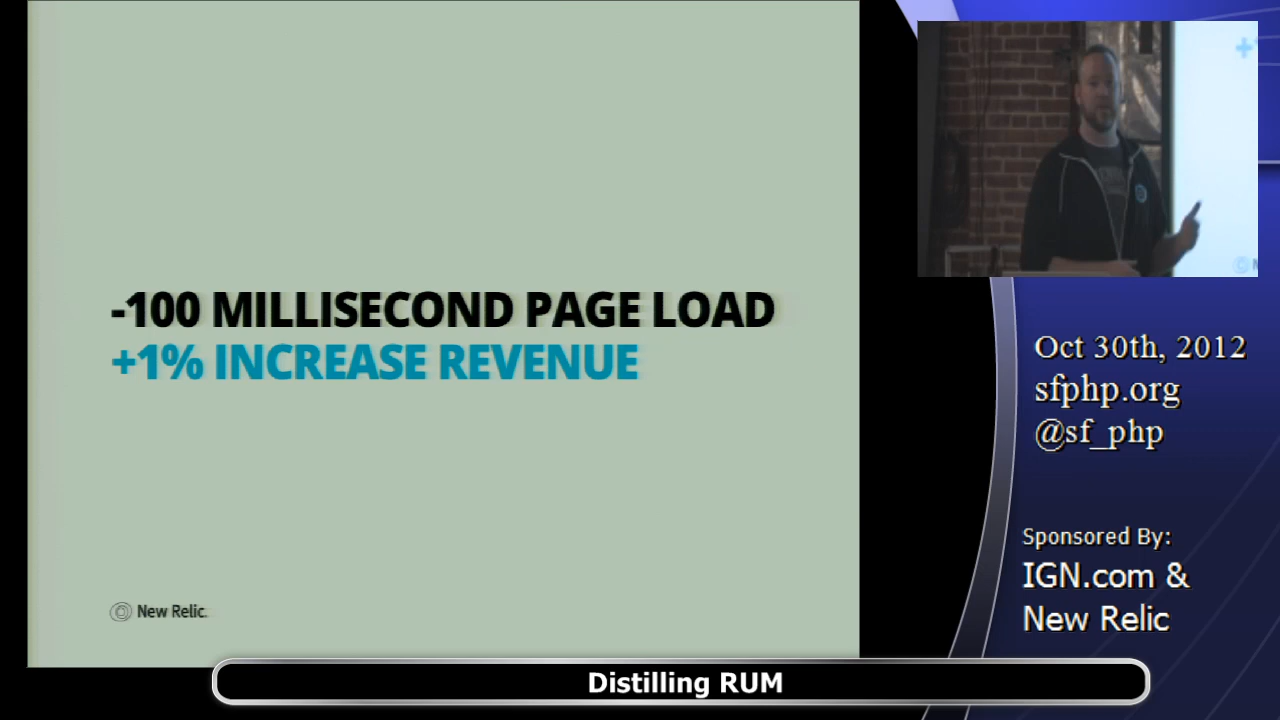 -100 MILLISECOND PAGE LOAD
+1% INCREASE REVENUE
New Relic.
Oct 30th, 2012
sfphp.org
@sf_php
Sponsored By:
IGN.com &
New Relic
Distilling RUM